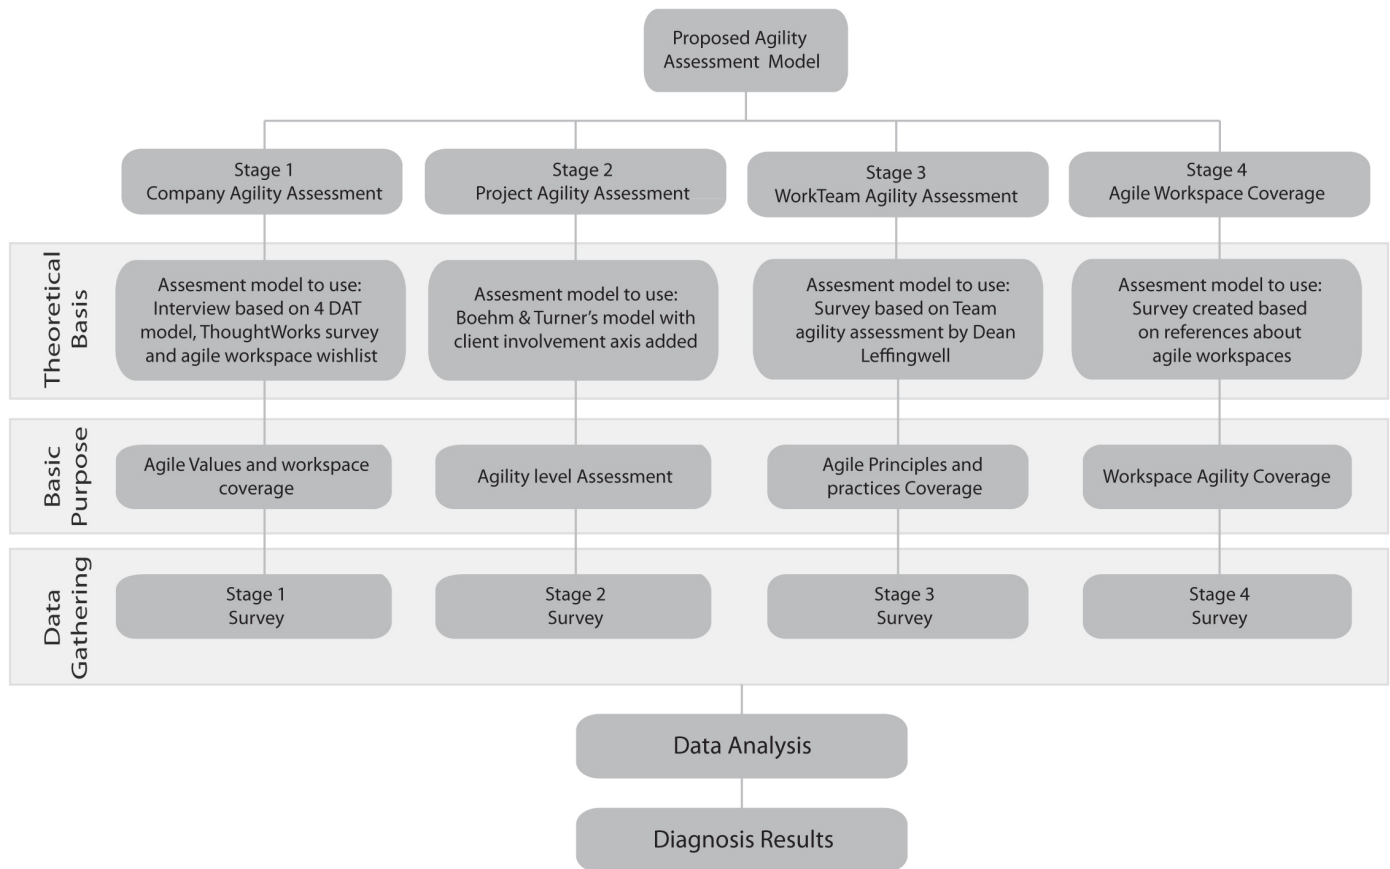 Proposed Agility
Assessment Model
Stage 1
Company Agility Assessment
Stage 2
Project Agility Assessment
Stage 3
WorkTeam Agility Assessment
Stage 4
Agile Workspace Coverage
Theoretical
Basis
Assesment model to use:
Interview based on 4 DAT
model, ThoughtWorks survey
and agile workspace wishlist
Assesment model to use:
Boehm & Turner's model with
client involvement axis added
Assesment model to use:
Survey based on Team
agility assessment by Dean
Leffingwell
Assesment model to use:
Survey created based
on references about
agile workspaces
Basic
Purpose
Agile Values and workspace
coverage
Agility level Assessment
Agile Principles and
practices Coverage
Workspace Agility Coverage
Data
Gathering
Stage 1
Survey
Stage 2
Survey
Stage 3
Survey
Stage 4
Survey
Data Analysis
Diagnosis Results